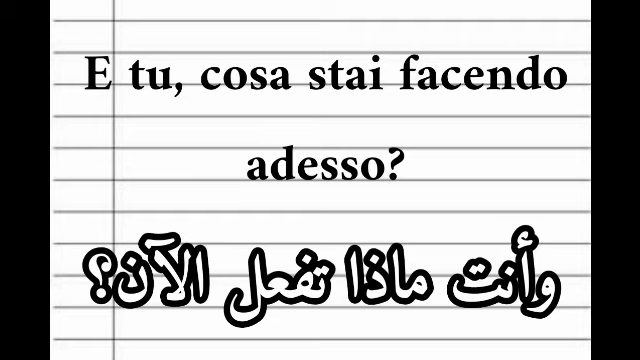 E tu, cosa stai facendo
adesso?
وأنت ماذا تفعل الآن؟